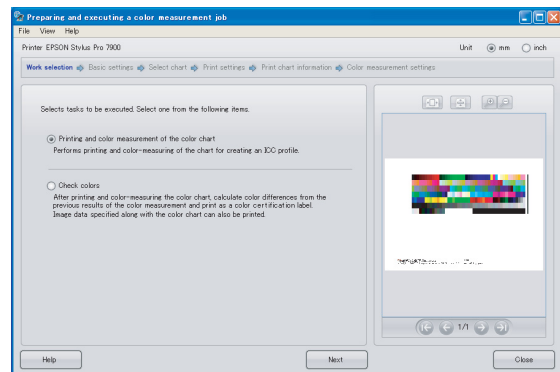 Preparing and executing a color measurement job
File View Help
Printer EPSON Stylus Pro 7900
Unit mm inch
Work selection Basic settings Select chart Print settings Print chart information Color measurement settings
Selects tasks to be executed. Select one from the following items.
Printing and color measurement of the color chart
Performs printing and color-measuring of the chart for creating an ICC profile.
Check colors
After printing and color-measuring the color chart, calculate color differences from the
previous results of the color measurement and print as a color certification label.
Image data specified along with the color chart can also be printed.
1/1
Help
Next
Close